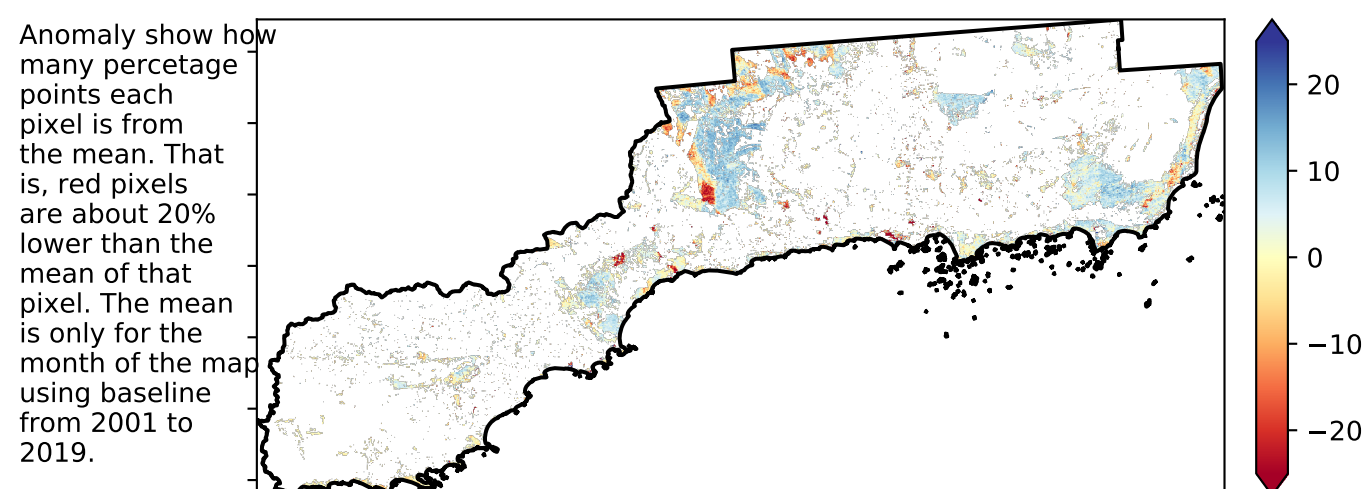 Anomaly show how
many percetage
points each
pixel is from
the mean. That
is, red pixels
are about 20%
lower than the
mean of that
pixel. The mean
is only for the
month of the map
using baseline
from 2001 to
2019.
20
10
0
−10
−20